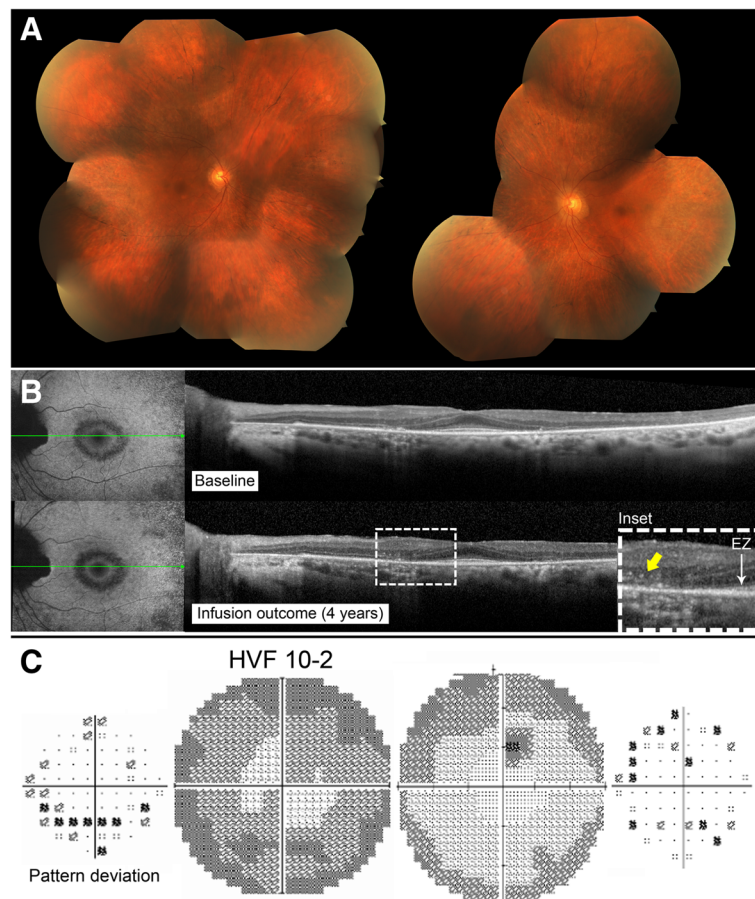 A
B
Baseline
Inset
EZ
Infusion outcome (4 years)
C
HVF 10-2
Pattern deviation